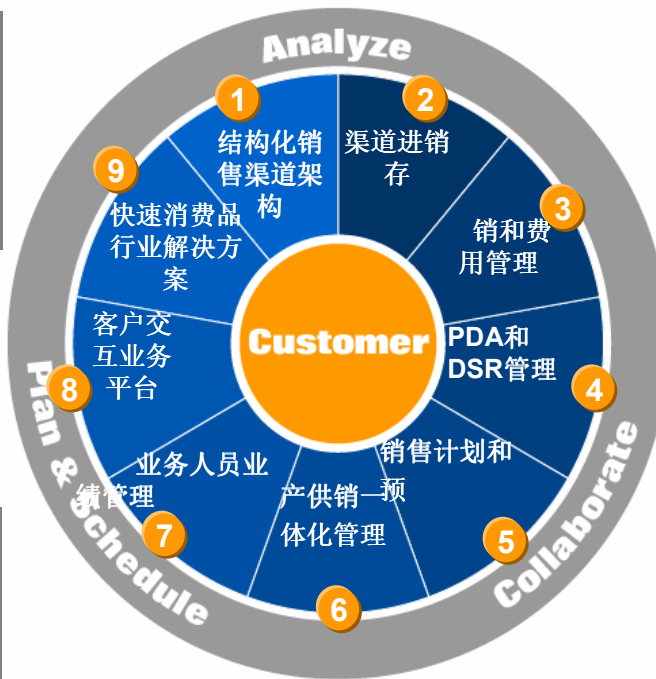 Analyze
1
结构化销
售渠道架
构
2
渠道进销
存
3
销和费
用管理
4
PDA和
DSR管理
5
销售计划和
预
6
产供销一
体化管理
7
业务人员业
绩管理
8
客户交
互业务
平台
9
快速消费品
行业解决方
案
Customer
Collaborate
Plan & Schedule